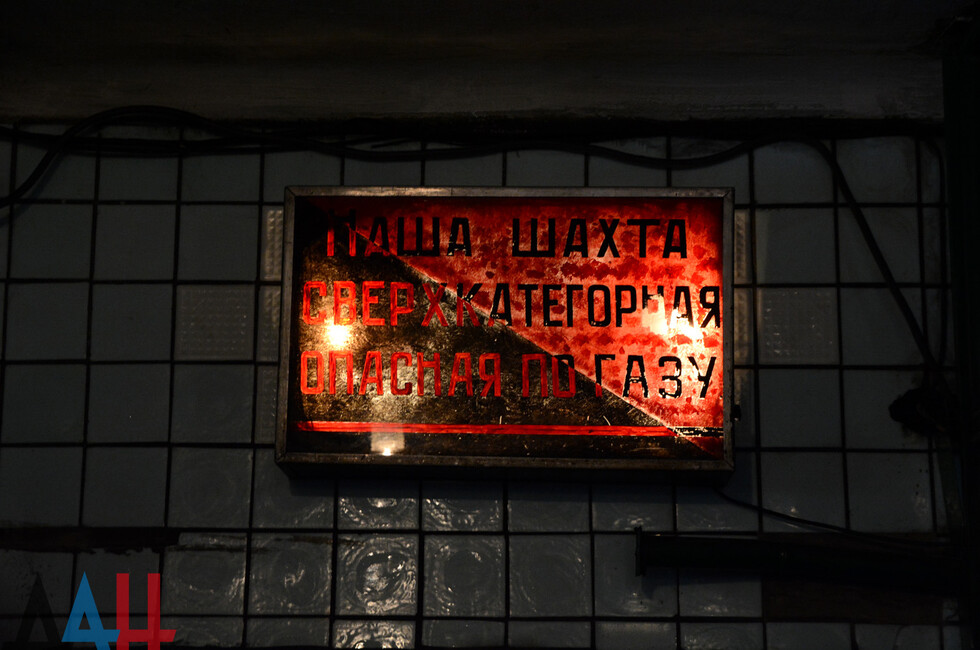 НАША ШАХТА
СВЕРХКАТЕГОРНАЯ
ОПАСНАЯ ПО ГАЗУ
ДАН